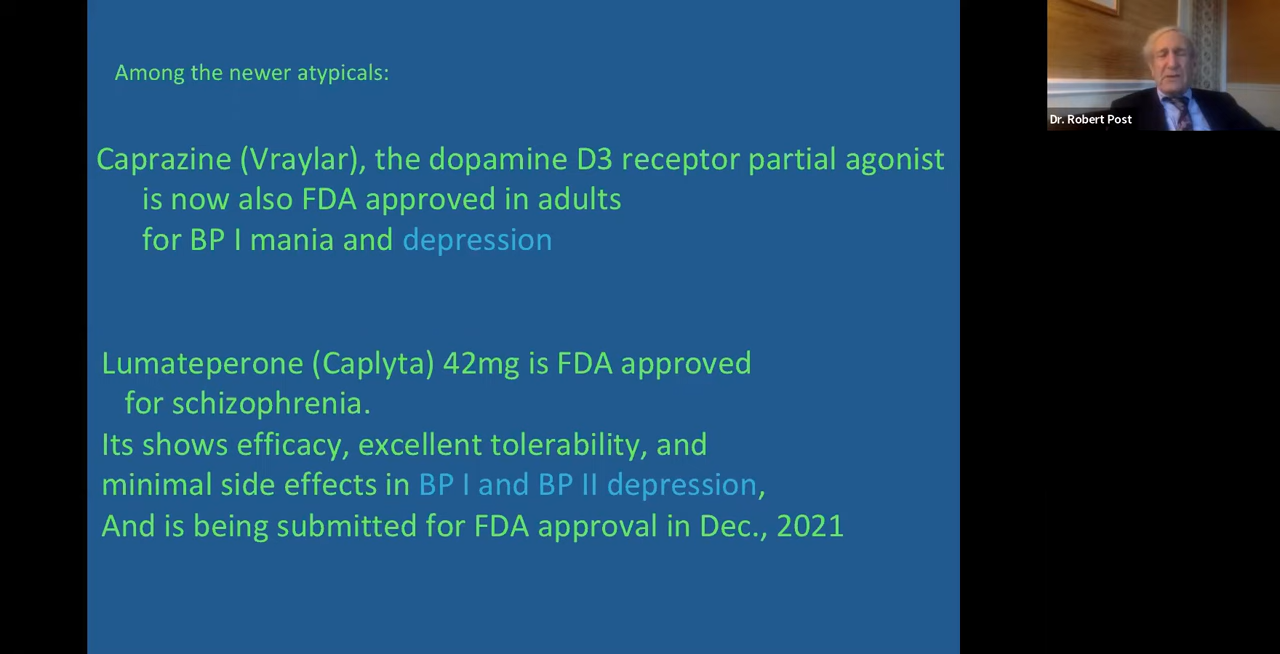 Among the newer atypicals:
Caprazine (Vraylar), the dopamine D3 receptor partial agonist
is now also FDA approved in adults
for BP I mania and depression
Lumateperone (Caplyta) 42mg is FDA approved
for schizophrenia.
Its shows efficacy, excellent tolerability, and
minimal side effects in BP I and BP II depression,
And is being submitted for FDA approval in Dec., 2021
Dr. Robert Post